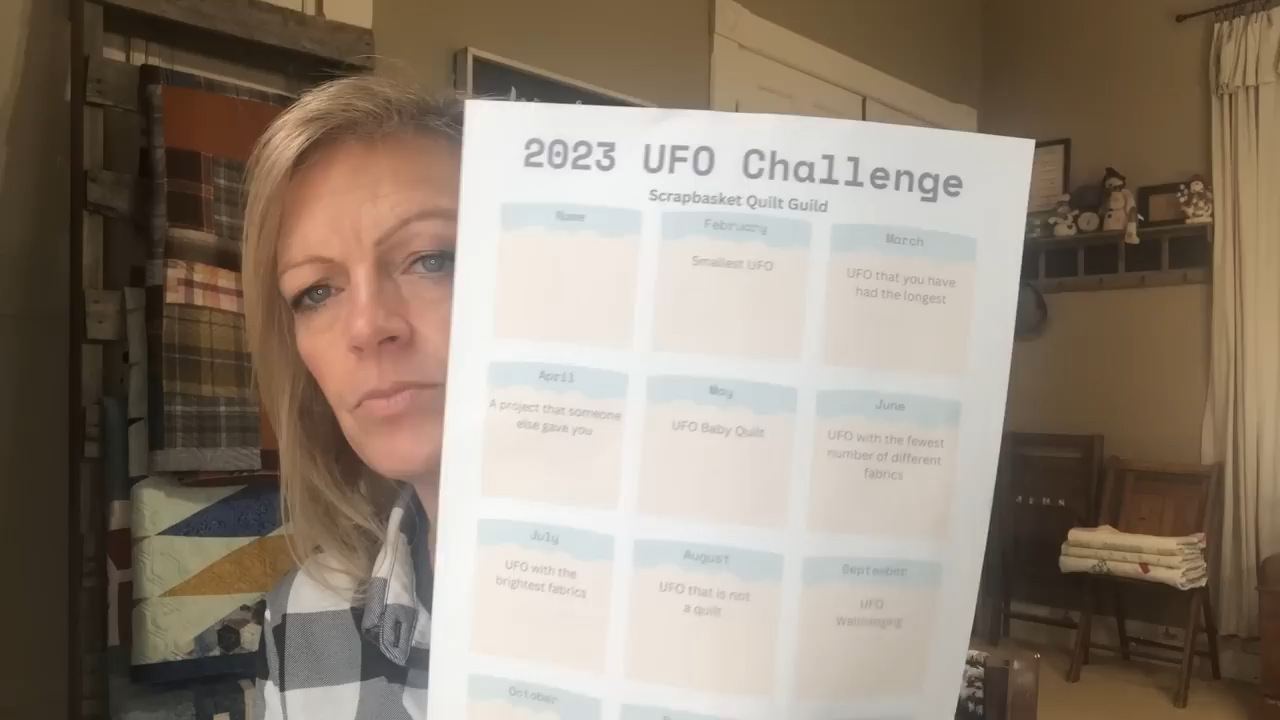 2023 UFO Challenge
Scrapbasket Quilt Guild
Name
February
Smallest UFO
March
UFO that you have
had the longest
April
A project that someone
else gave you
May
UFO Baby Quilt
June
UFO with the fewest
number of different
fabrics
July
UFO with the
brightest fabrics
August
UFO that is not
a quilt
September
UFO
Wallhanging
October